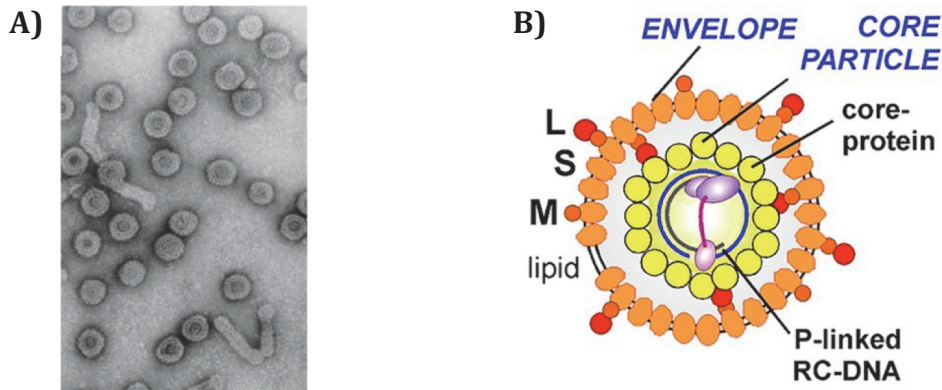 A)
B)
ENVELOPE
CORE
PARTICLE
core-
protein
L
S
M
lipid
P-linked
RC-DNA